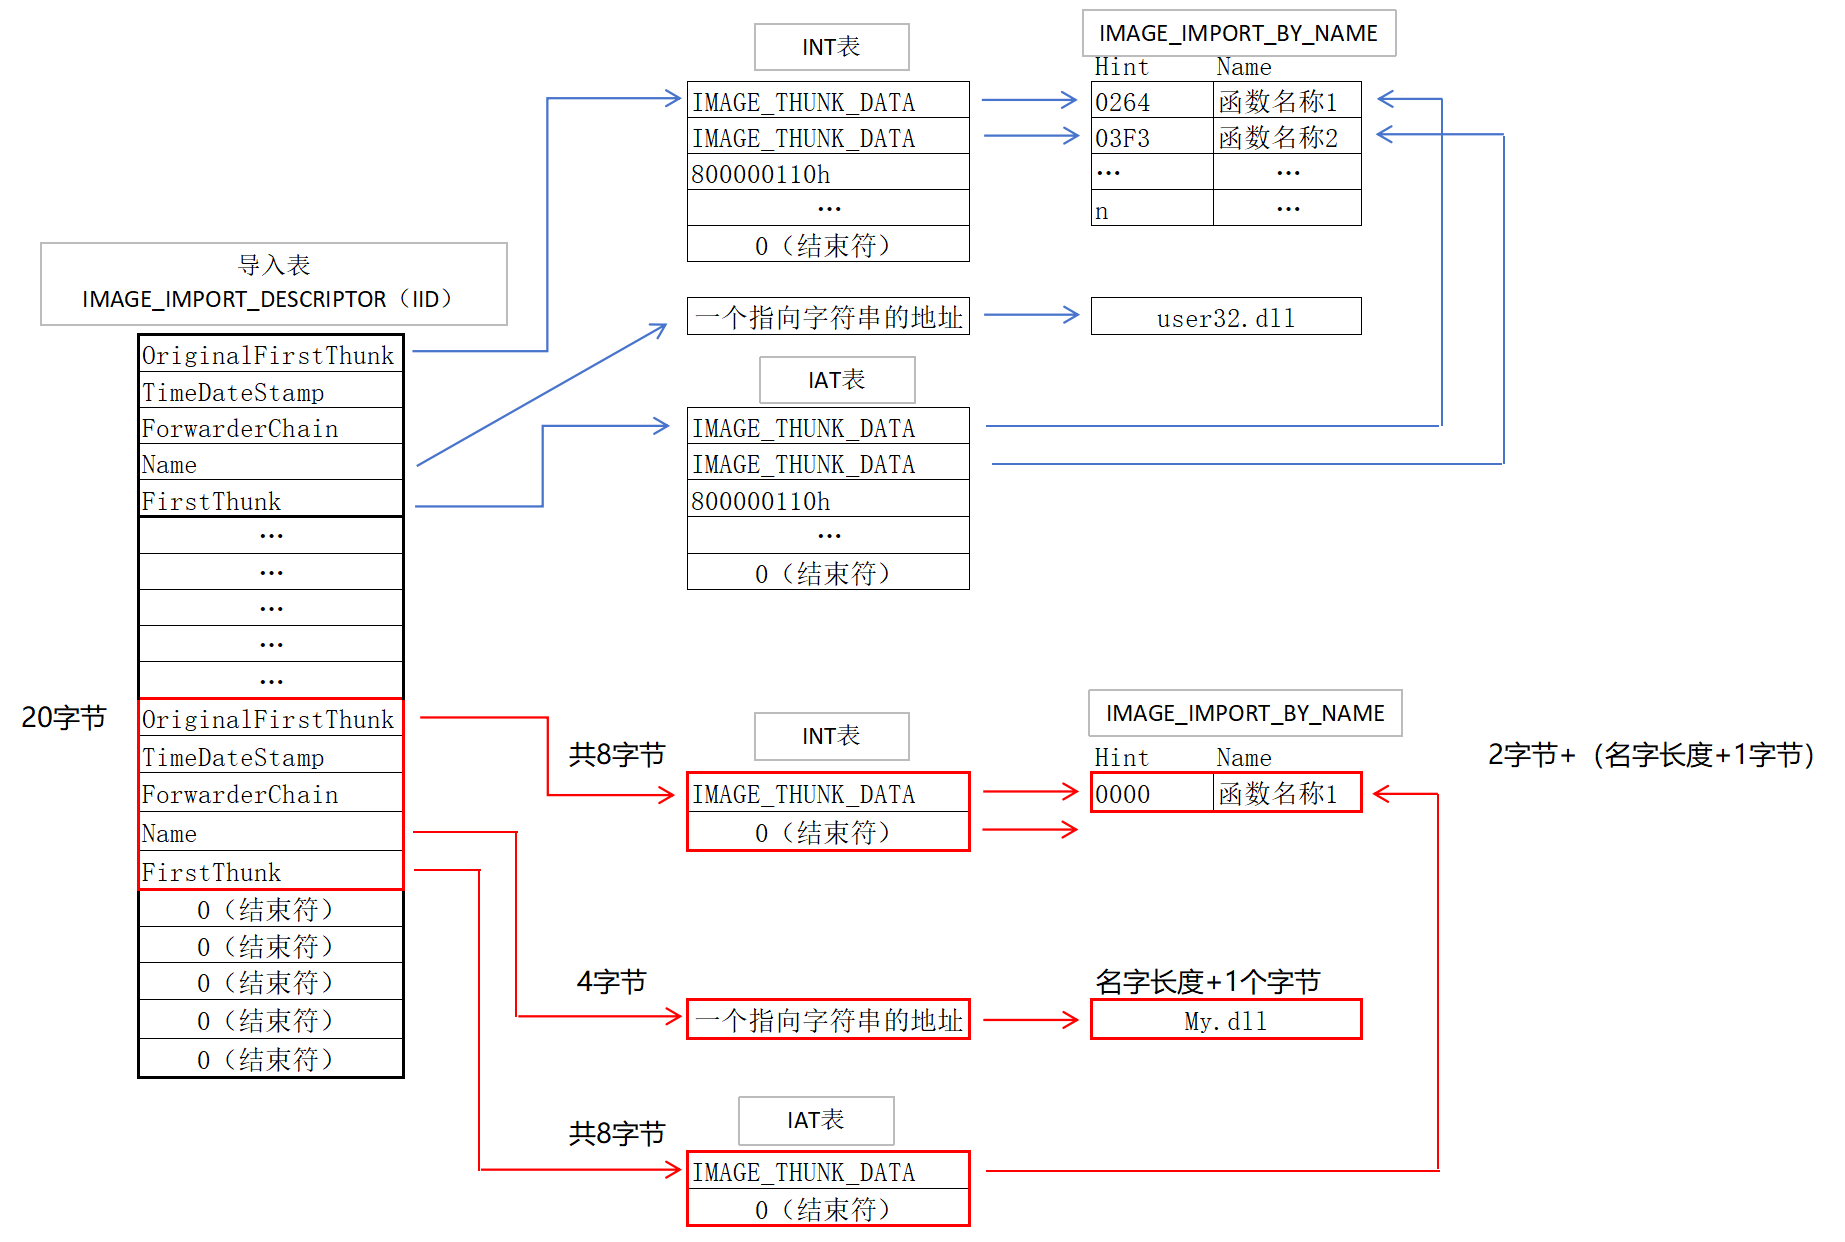 INT表
IMAGE_IMPORT_BY_NAME
Hint Name
IMAGE_THUNK_DATA
0264 函数名称1
IMAGE_THUNK_DATA
03F3 函数名称2
800000110h
… …
…
n …
0（结束符）
导入表
IMAGE_IMPORT_DESCRIPTOR（IID）
一个指向字符串的地址
user32.dll
OriginalFirstThunk
TimeDateStamp
ForwarderChain
Name
FirstThunk
…
…
…
…
…
IAT表
IMAGE_THUNK_DATA
IMAGE_THUNK_DATA
800000110h
…
0（结束符）
20字节
OriginalFirstThunk
TimeDateStamp
ForwarderChain
Name
FirstThunk
0（结束符）
0（结束符）
0（结束符）
0（结束符）
0（结束符）
共8字节
INT表
IMAGE_THUNK_DATA
0（结束符）
IMAGE_IMPORT_BY_NAME
Hint Name
0000 函数名称1
2字节+（名字长度+1字节）
4字节
一个指向字符串的地址
名字长度+1个字节
My.dll
共8字节
IAT表
IMAGE_THUNK_DATA
0（结束符）